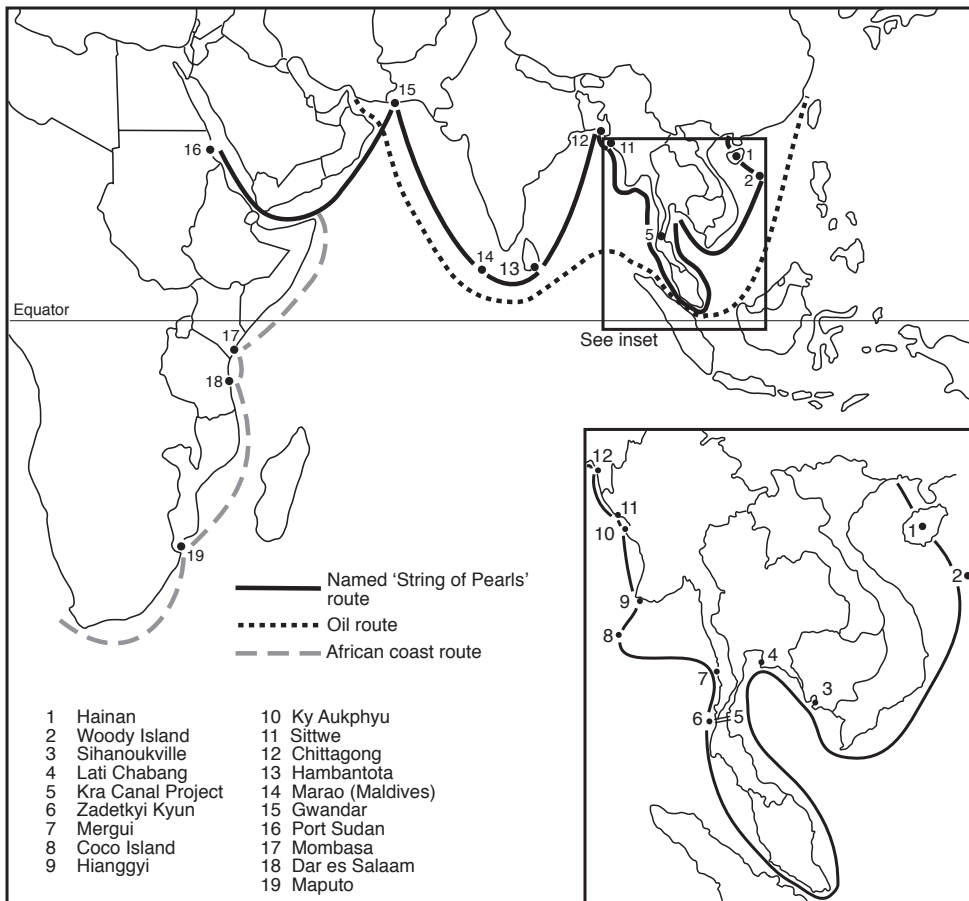 15
16
12
11
1
2
5
14
13
Equator
See inset
17
18
19
Named ‘String of Pearls’
route
Oil route
African coast route
12
11
10
9
8
7
6
5
4
3
1
2
1 Hainan
2 Woody Island
3 Sihanoukville
4 Lati Chabang
5 Kra Canal Project
6 Zadetkyi Kyun
7 Mergui
8 Coco Island
9 Hianggyi
10 Ky Aukphyu
11 Sittwe
12 Chittagong
13 Hambantota
14 Marao (Maldives)
15 Gwandar
16 Port Sudan
17 Mombasa
18 Dar es Salaam
19 Maputo